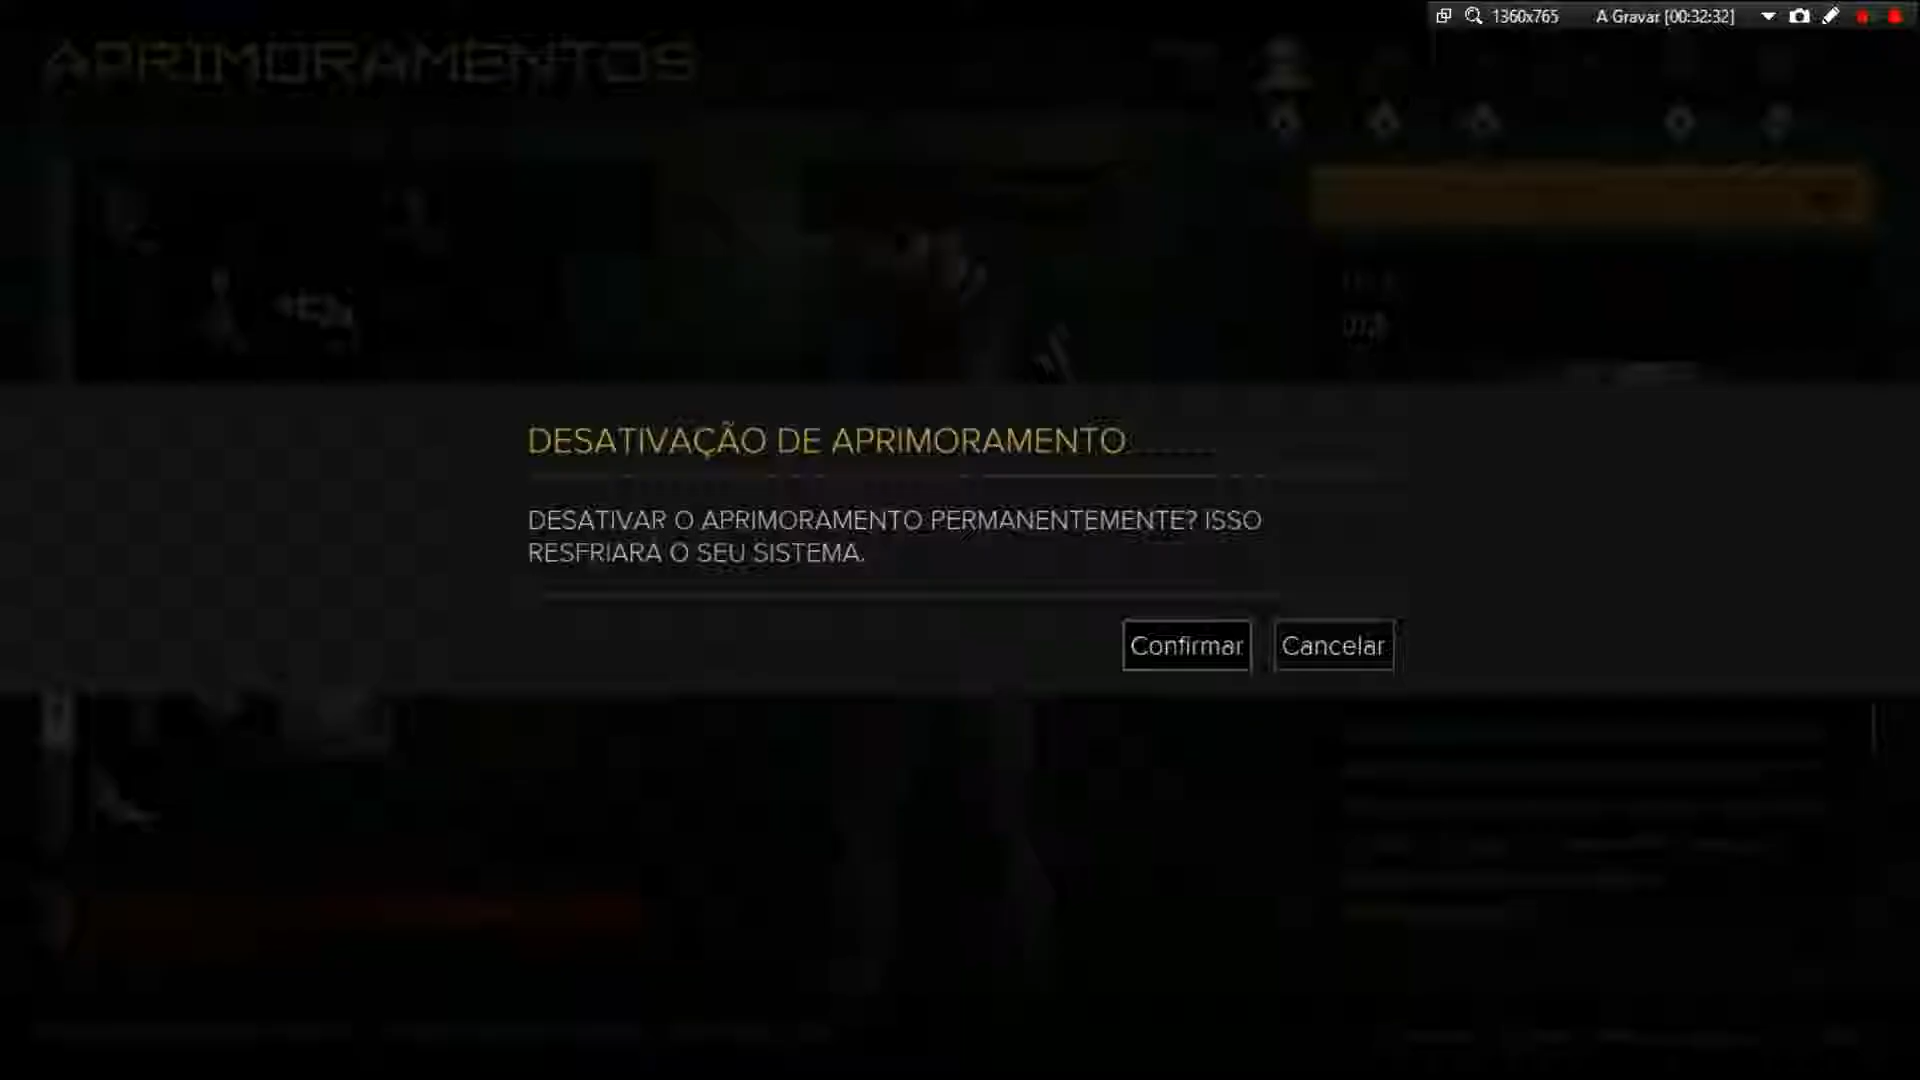 1360x765 A Gravar [00:32:32]
APRIMORAMENTOS
DESATIVAÇÃO DE APRIMORAMENTO
DESATIVAR O APRIMORAMENTO PERMANENTEMENTE? ISSO
RESFRIARA O SEU SISTEMA.
Confirmar Cancelar